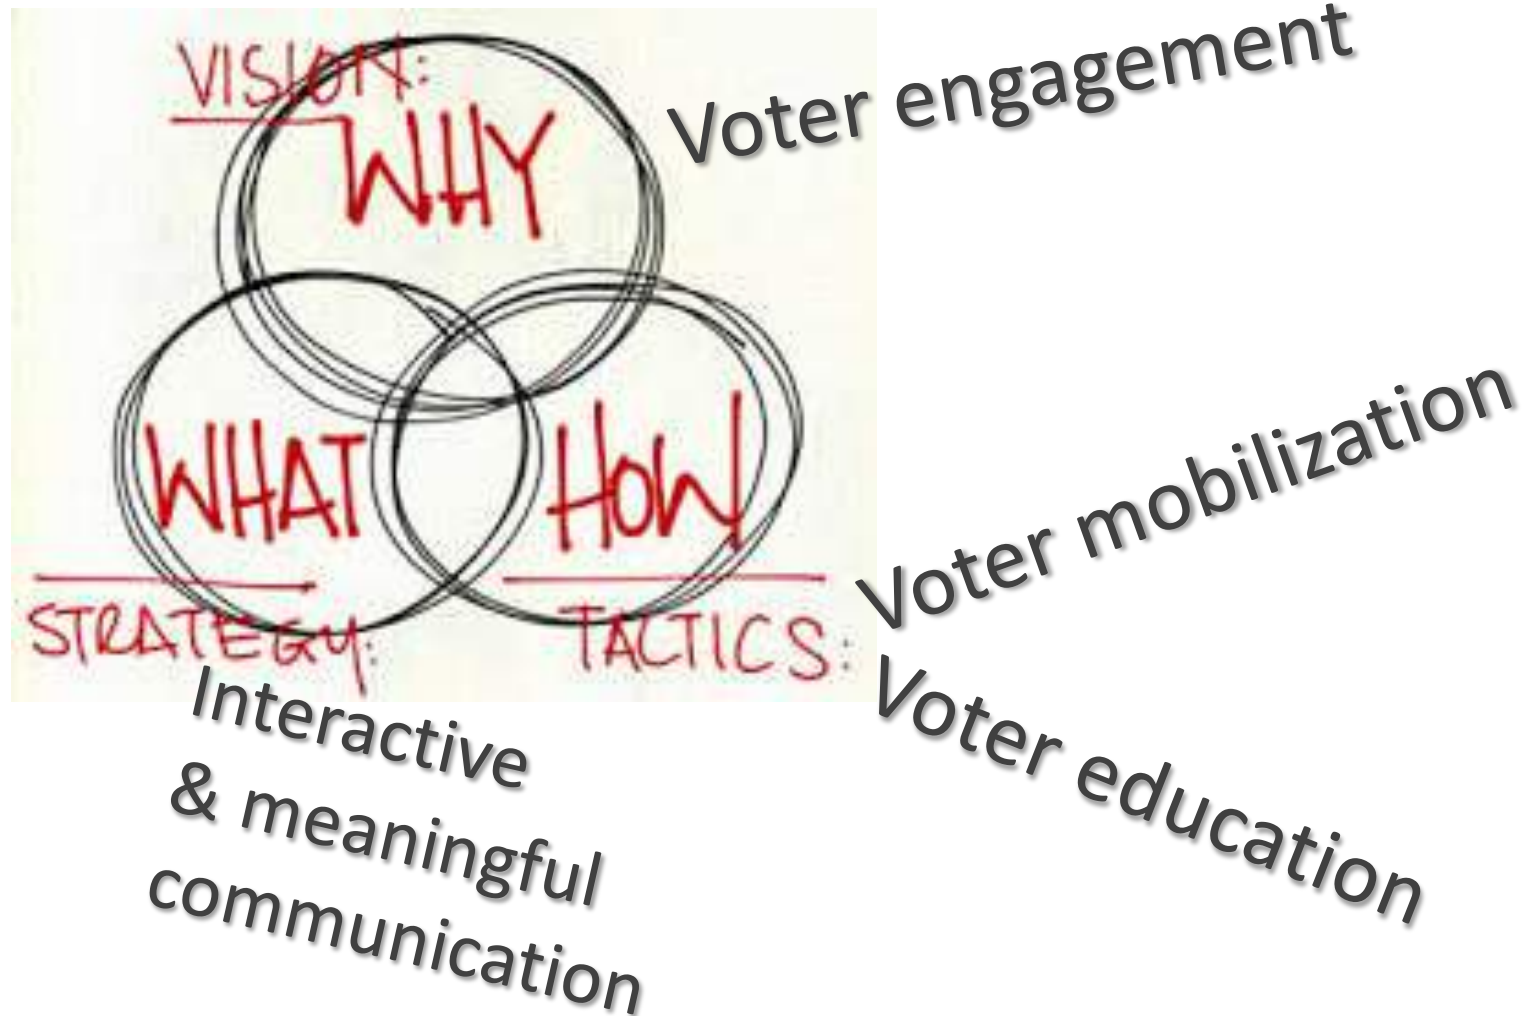 VISION:
WHY
Voter engagement
WHAT
HOW
Voter mobilization
STRATEGY:
TACTICS:
Voter education
Interactive
& meaningful
communication